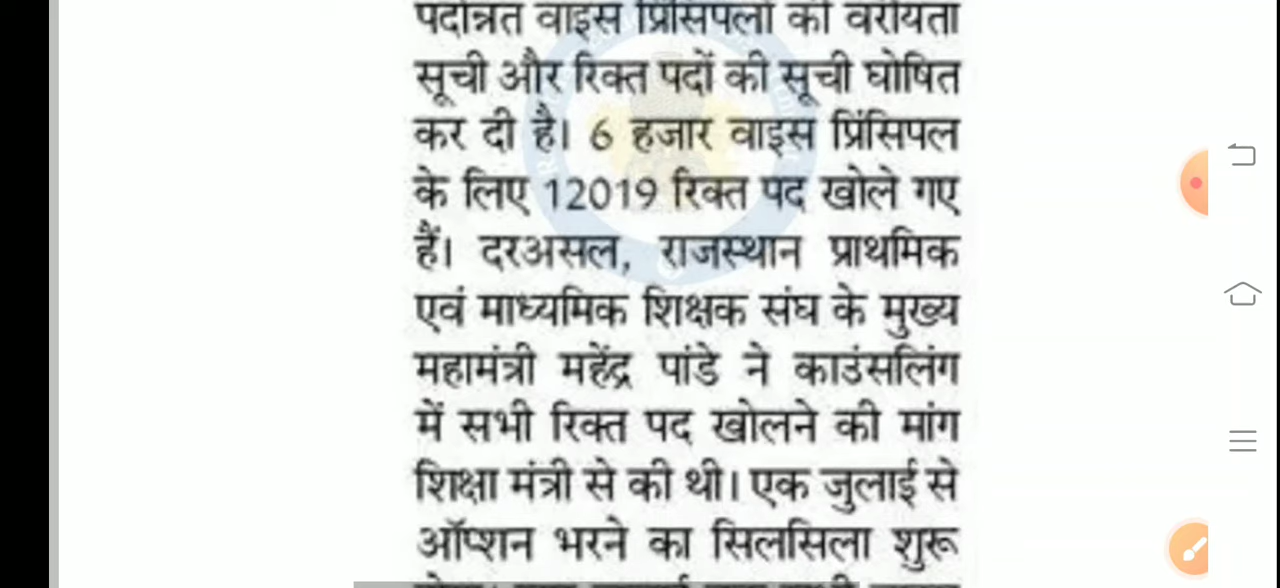 पदोन्नत वाइस प्रिंसिपलों की वरीयता
सूची और रिक्त पदों की सूची घोषित
कर दी है। 6 हजार वाइस प्रिंसिपल
के लिए 12019 रिक्त पद खोले गए
हैं। दरअसल, राजस्थान प्राथमिक
एवं माध्यमिक शिक्षक संघ के मुख्य
महामंत्री महेंद्र पांडे ने काउंसलिंग
में सभी रिक्त पद खोलने की मांग
शिक्षा मंत्री से की थी। एक जुलाई से
ऑप्शन भरने का सिलसिला शुरू